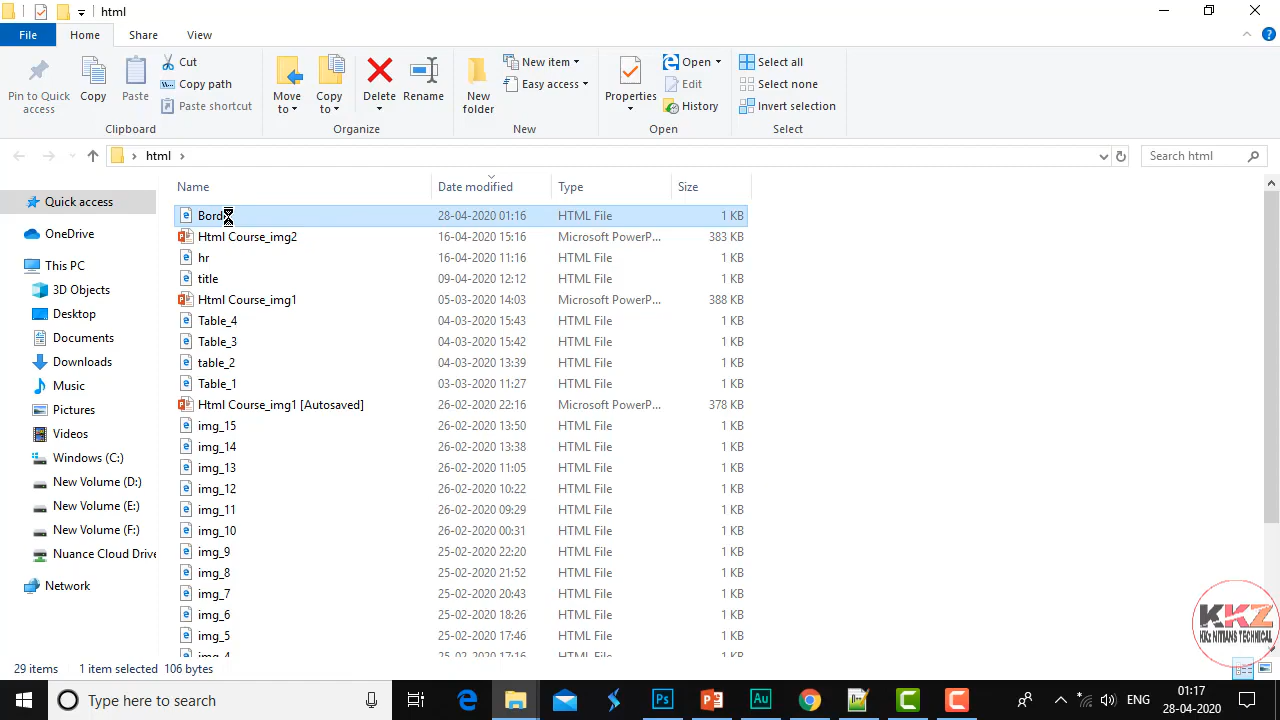 html
File Home Share View
Pin to Quick access
Copy
Paste
Cut
Copy path
Paste shortcut
Clipboard
Move to
Copy to
Delete
Rename
Organize
New folder
New item
Easy access
New
Properties
Open
Edit
History
Open
Select all
Select none
Invert selection
Select
html
Search html
Quick access
OneDrive
This PC
3D Objects
Desktop
Documents
Downloads
Music
Pictures
Videos
Windows (C:)
New Volume (D:)
New Volume (E:)
New Volume (F:)
Nuance Cloud Drive
Network
Name Date modified Type Size
28-04-2020 01:16 HTML File 1 KB
Html Course_img2 16-04-2020 15:16 Microsoft PowerP... 383 KB
hr 16-04-2020 11:16 HTML File 1 KB
title 09-04-2020 12:12 HTML File 1 KB
Html Course_img1 05-03-2020 14:03 Microsoft PowerP... 388 KB
Table_4 04-03-2020 15:43 HTML File 1 KB
Table_3 04-03-2020 15:42 HTML File 1 KB
table_2 04-03-2020 13:39 HTML File 1 KB
Table_1 03-03-2020 11:27 HTML File 1 KB
Html Course_img1 [Autosaved] 26-02-2020 22:16 Microsoft PowerP... 378 KB
img_15 26-02-2020 13:50 HTML File 1 KB
img_14 26-02-2020 13:38 HTML File 1 KB
img_13 26-02-2020 11:05 HTML File 1 KB
img_12 26-02-2020 10:22 HTML File 1 KB
img_11 26-02-2020 09:29 HTML File 1 KB
img_10 26-02-2020 00:31 HTML File 1 KB
img_9 25-02-2020 22:20 HTML File 1 KB
img_8 25-02-2020 21:52 HTML File 1 KB
img_7 25-02-2020 20:43 HTML File 1 KB
img_6 25-02-2020 18:26 HTML File 1 KB
img_5 25-02-2020 17:46 HTML File 1 KB
KKZ
KKZ NITIANS TECHNICAL
29 items 1 item selected 106 bytes
Type here to search
ENG
01:17
28-04-2020